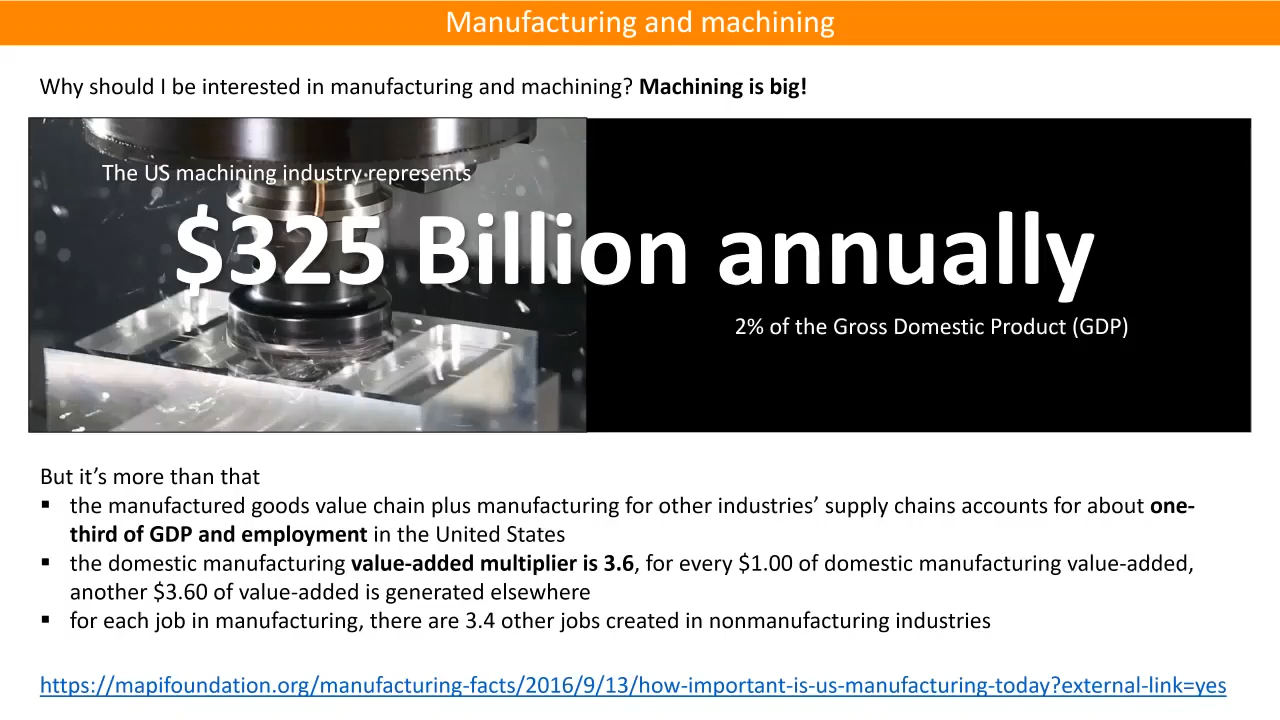 Manufacturing and machining
Why should I be interested in manufacturing and machining? Machining is big!
The US machining industry represents
$325 Billion annually
2% of the Gross Domestic Product (GDP)
But it’s more than that
▪ the manufactured goods value chain plus manufacturing for other industries’ supply chains accounts for about one-
third of GDP and employment in the United States
▪ the domestic manufacturing value-added multiplier is 3.6, for every $1.00 of domestic manufacturing value-added,
another $3.60 of value-added is generated elsewhere
▪ for each job in manufacturing, there are 3.4 other jobs created in nonmanufacturing industries
https://mapifoundation.org/manufacturing-facts/2016/9/13/how-important-is-us-manufacturing-today?external-link=yes